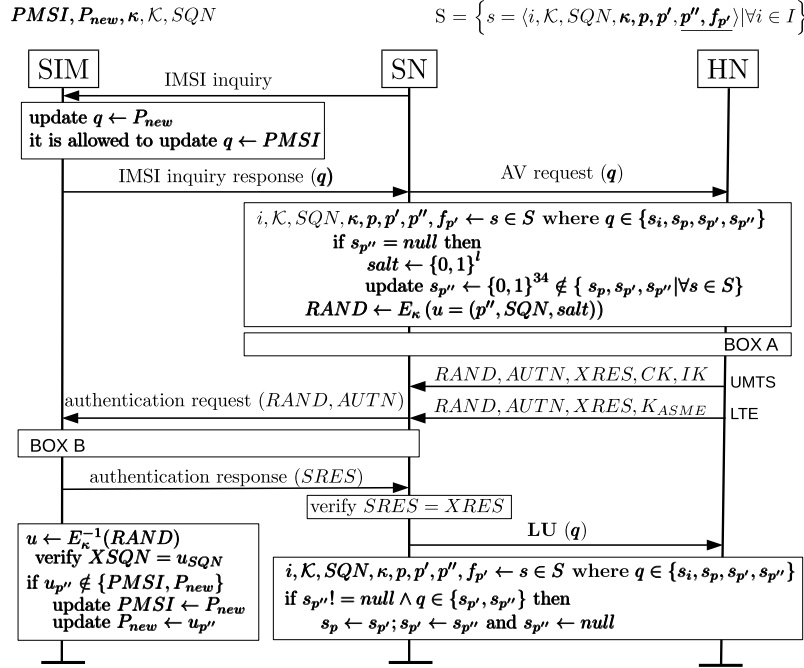 PMSI, P_new, κ, 𝒦, SQN
S = { s = ⟨i, 𝒦, SQN, κ, p, p′, p″, f_p′⟩|∀i ∈ I }
SIM
SN
HN
IMSI inquiry
update q ← P_new
it is allowed to update q ← PMSI
IMSI inquiry response (q)
AV request (q)
i, 𝒦, SQN, κ, p, p′, p″, f_p′ ← s ∈ S where q ∈ {s_i, s_p, s_p′, s_p″}
if s_p″ = null then
salt ← {0, 1}^l
update s_p″ ← {0, 1}^34 ∉ { s_p, s_p′, s_p″|∀s ∈ S}
RAND ← E_κ (u = (p″, SQN, salt))
BOX A
RAND, AUTN, XRES, CK, IK
UMTS
authentication request (RAND, AUTN)
RAND, AUTN, XRES, K_ASME
LTE
BOX B
authentication response (SRES)
verify SRES = XRES
LU (q)
u ← E_κ^−1(RAND)
verify XSQN = u_SQN
if u_p″ ∉ {PMSI, P_new}
update PMSI ← P_new
update P_new ← u_p″
i, 𝒦, SQN, κ, p, p′, p″, f_p′ ← s ∈ S where q ∈ {s_i, s_p, s_p′, s_p″}
if s_p″! = null ∧ q ∈ {s_p′, s_p″} then
s_p ← s_p′; s_p′ ← s_p″ and s_p″ ← null